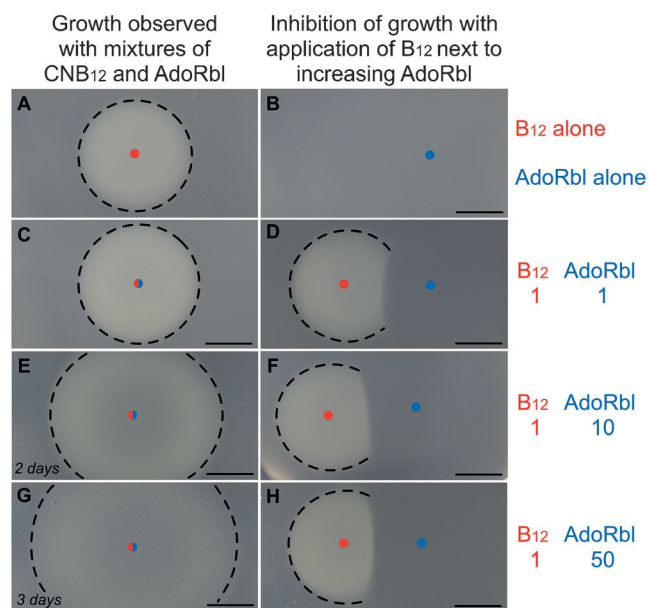 Growth observed
with mixtures of
CNB12 and AdoRbl
Inhibition of growth with
application of B12 next to
increasing AdoRbl
A
B
B12 alone
AdoRbl alone
C
D
B12 AdoRbl
1 1
E
2 days
F
B12 AdoRbl
1 10
G
3 days
H
B12 AdoRbl
1 50